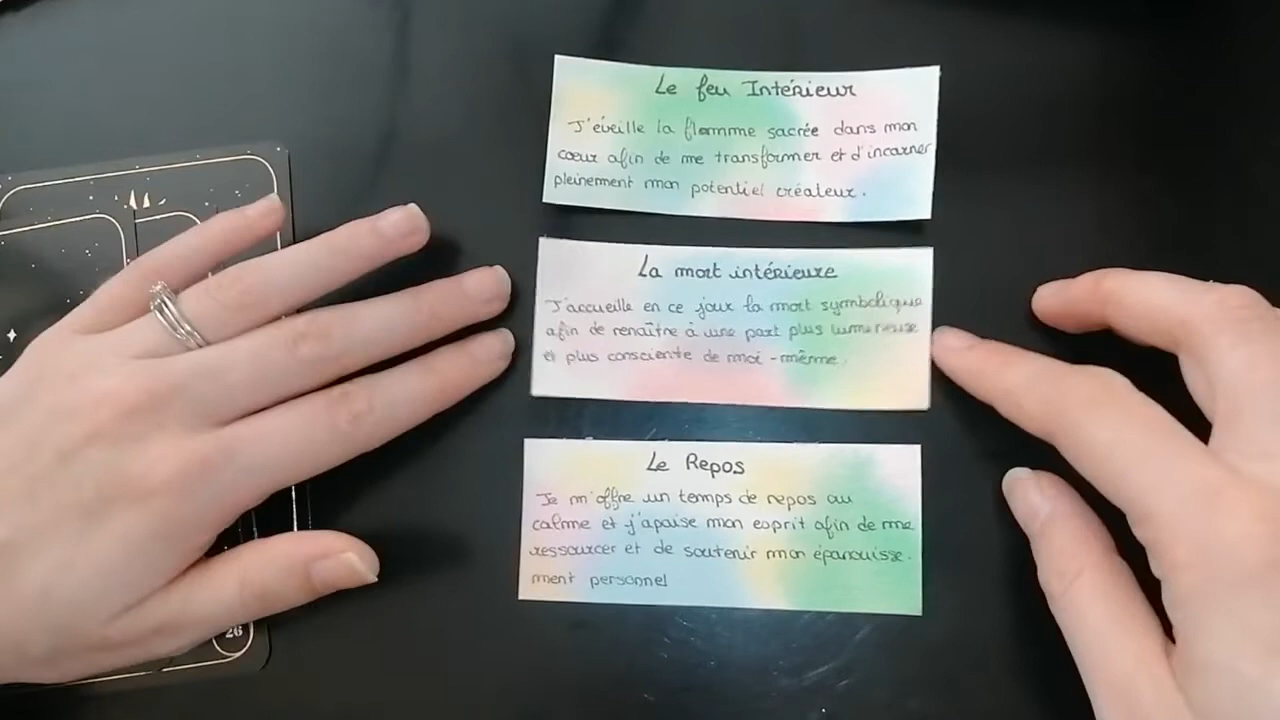 Le feu Intérieur
J'éveille la flamme sacrée dans mon
cœur afin de me transformer et d'incarner
pleinement mon potentiel créateur.
La mort intérieure
J'accueille en ce jour la mort symbolique
afin de renaître à une part plus lumineuse
et plus consciente de moi-même.
Le Repos
Je m'offre un temps de repos au
calme et j'apaise mon esprit afin de me
ressourcer et de soutenir mon épanouisse-
ment personnel
26